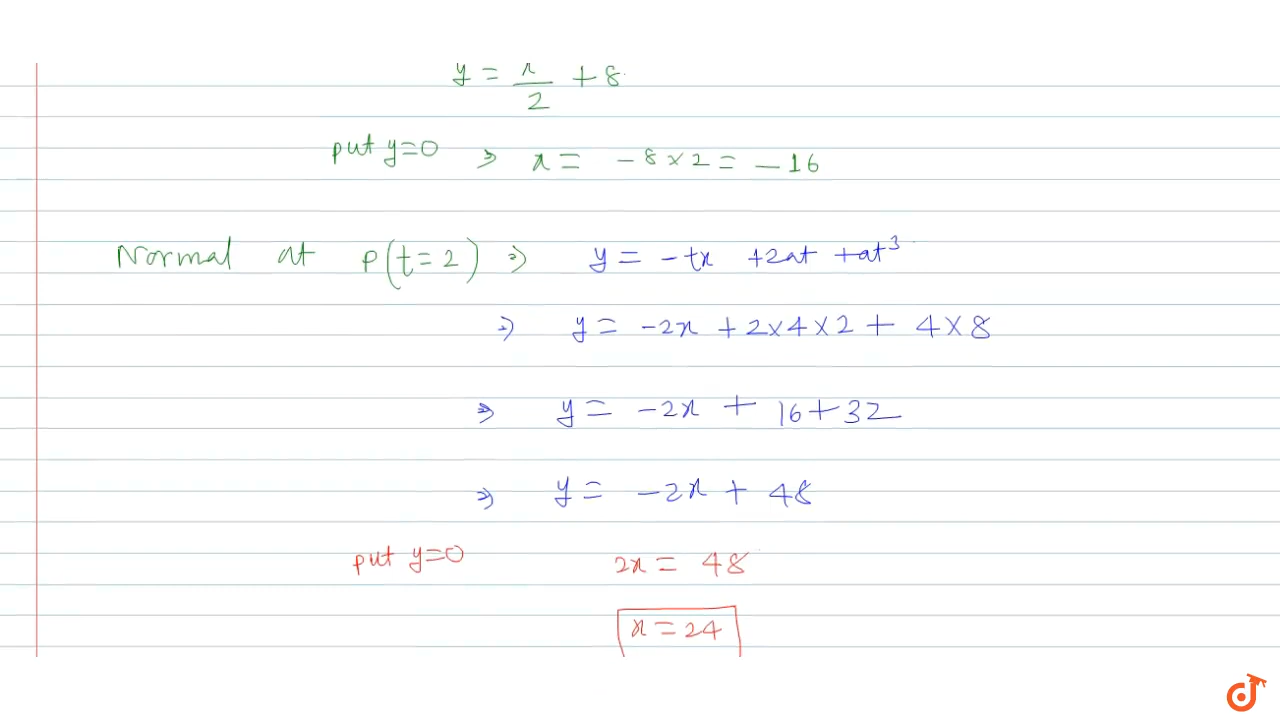 y = x/2 + 8
put y=0 ⇒ x = -8×2 = -16
Normal at P(t=2) ⇒ y = -tx +2at +at³
⇒ y = -2x + 2×4×2 + 4×8
⇒ y = -2x + 16+32
⇒ y = -2x + 48
put y=0 2x = 48
x = 24